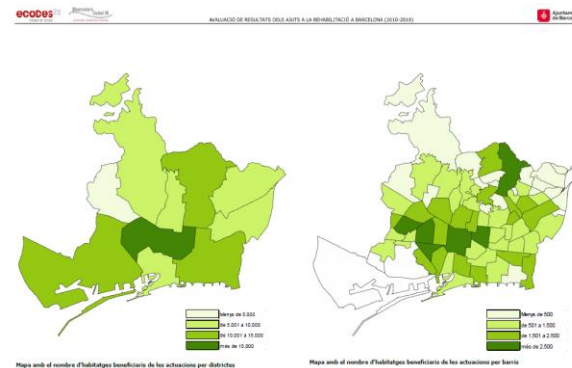 ecodes
AVALUACIÓ DE RESULTATS DELS AJUTS A LA REHABILITACIÓ A BARCELONA (2010-2018)
Ajuntament
de Barcelona
Menys de 5.000
de 5.001 a 10.000
de 10.001 a 15.000
més de 15.000
Mapa amb el nombre d'habitatges beneficiaris de les actuacions per districtes
Menys de 500
de 501 a 1.500
de 1.501 a 2.500
més de 2.500
Mapa amb el nombre d'habitatges beneficiaris de les actuacions per barris